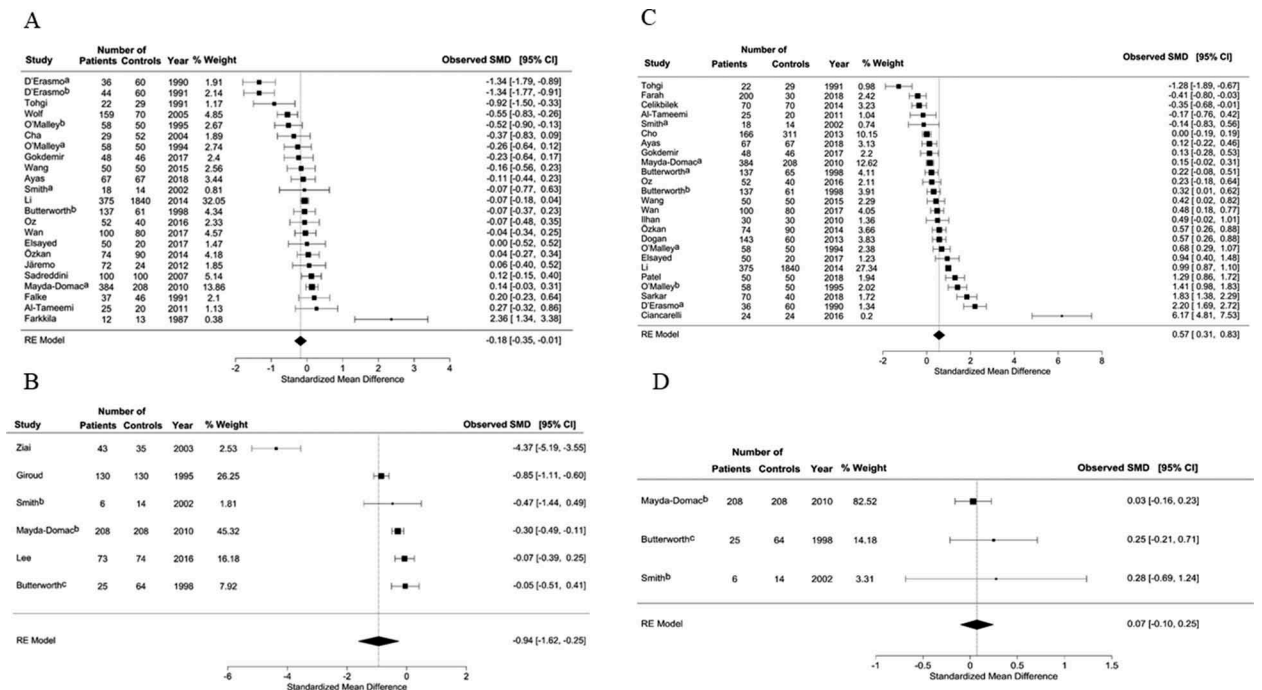 A
Number of
Study Patients Controls Year % Weight Observed SMD [95% CI]
D'Erasmoᵃ 36 60 1990 1.91 -1.34 [-1.79, -0.89]
D'Erasmoᵇ 44 60 1991 2.14 -1.34 [-1.77, -0.91]
Tohgi 22 29 1991 1.17 -0.92 [-1.50, -0.33]
Wolf 159 70 2005 4.85 -0.55 [-0.83, -0.26]
O'Malleyᵇ 58 50 1995 2.67 -0.52 [-0.90, -0.13]
Cha 29 52 2004 1.89 -0.37 [-0.83, 0.09]
O'Malleyᵃ 58 50 1994 2.74 -0.26 [-0.64, 0.12]
Gokdemir 48 46 2017 2.4 -0.23 [-0.64, 0.17]
Wang 50 50 2015 2.56 -0.16 [-0.56, 0.23]
Ayas 67 67 2018 3.44 -0.11 [-0.44, 0.23]
Smithᵃ 18 14 2002 0.81 -0.07 [-0.77, 0.63]
Li 375 1840 2014 32.05 -0.07 [-0.18, 0.04]
Butterworthᵇ 137 61 1998 4.34 -0.07 [-0.37, 0.23]
Oz 52 40 2016 2.33 -0.07 [-0.48, 0.35]
Wan 100 80 2017 4.57 -0.04 [-0.34, 0.25]
Elsayed 50 20 2017 1.47 0.00 [-0.52, 0.52]
Özkan 74 90 2014 4.18 0.04 [-0.27, 0.34]
Järemo 72 24 2012 1.85 0.06 [-0.40, 0.52]
Sadreddini 100 100 2007 5.14 0.12 [-0.15, 0.40]
Mayda-Domacᵃ 384 208 2010 13.86 0.14 [-0.03, 0.31]
Falke 37 46 1991 2.1 0.20 [-0.23, 0.64]
Al-Tameemi 25 20 2011 1.13 0.27 [-0.32, 0.86]
Farkkila 12 13 1987 0.38 2.36 [ 1.34, 3.38]
RE Model -0.18 [-0.35, -0.01]
-2 -1 0 1 2 3 4
Standardized Mean Difference
B
Number of
Study Patients Controls Year % Weight Observed SMD [95% CI]
Ziai 43 35 2003 2.53 -4.37 [-5.19, -3.55]
Giroud 130 130 1995 26.25 -0.85 [-1.11, -0.60]
Smithᵇ 6 14 2002 1.81 -0.47 [-1.44, 0.49]
Mayda-Domacᵇ 208 208 2010 45.32 -0.30 [-0.49, -0.11]
Lee 73 74 2016 16.18 -0.07 [-0.39, 0.25]
Butterworthᶜ 25 64 1998 7.92 -0.05 [-0.51, 0.41]
RE Model -0.94 [-1.62, -0.25]
-6 -4 -2 0 2
Standardized Mean Difference
C
Number of
Study Patients Controls Year % Weight Observed SMD [95% CI]
Tohgi 22 29 1991 0.98 -1.28 [-1.89, -0.67]
Farah 200 30 2018 2.42 -0.41 [-0.80, -0.03]
Celikbilek 70 70 2014 3.23 -0.35 [-0.68, -0.01]
Al-Tameemi 25 20 2011 1.04 -0.17 [-0.76, 0.42]
Smithᵃ 18 14 2002 0.74 -0.14 [-0.83, 0.56]
Cho 166 311 2013 10.15 0.00 [-0.19, 0.19]
Ayas 67 67 2018 3.13 0.12 [-0.22, 0.46]
Gokdemir 48 46 2017 2.2 0.13 [-0.28, 0.53]
Mayda-Domacᵃ 384 208 2010 12.62 0.15 [-0.02, 0.31]
Butterworthᵃ 137 65 1998 4.11 0.22 [-0.08, 0.51]
Oz 52 40 2016 2.11 0.23 [-0.18, 0.64]
Butterworthᵇ 137 61 1998 3.91 0.32 [ 0.01, 0.62]
Wang 50 50 2015 2.29 0.42 [ 0.02, 0.82]
Wan 100 80 2017 4.05 0.48 [ 0.18, 0.77]
Ilhan 30 30 2010 1.36 0.49 [-0.02, 1.01]
Özkan 74 90 2014 3.66 0.57 [ 0.26, 0.88]
Dogan 143 60 2013 3.83 0.57 [ 0.26, 0.88]
O'Malleyᵃ 58 50 1994 2.38 0.68 [ 0.29, 1.07]
Elsayed 50 20 2017 1.23 0.94 [ 0.40, 1.48]
Li 375 1840 2014 27.34 0.99 [ 0.87, 1.10]
Patel 50 50 2018 1.94 1.29 [ 0.86, 1.72]
O'Malleyᵇ 58 50 1995 2.02 1.41 [ 0.98, 1.83]
Sarkar 70 40 2018 1.72 1.83 [ 1.38, 2.29]
D'Erasmoᵃ 36 60 1990 1.34 2.20 [ 1.69, 2.72]
Ciancarelli 24 24 2016 0.2 6.17 [ 4.81, 7.53]
RE Model 0.57 [ 0.31, 0.83]
-2 0 2 4 6 8
Standardized Mean Difference
D
Number of
Patients Controls Year % Weight Observed SMD [95% CI]
Mayda-Domacᵇ 208 208 2010 82.52 0.03 [-0.16, 0.23]
Butterworthᶜ 25 64 1998 14.18 0.25 [-0.21, 0.71]
Smithᵇ 6 14 2002 3.31 0.28 [-0.69, 1.24]
RE Model 0.07 [-0.10, 0.25]
-1 0 0.5 1 1.5
Standardized Mean Difference